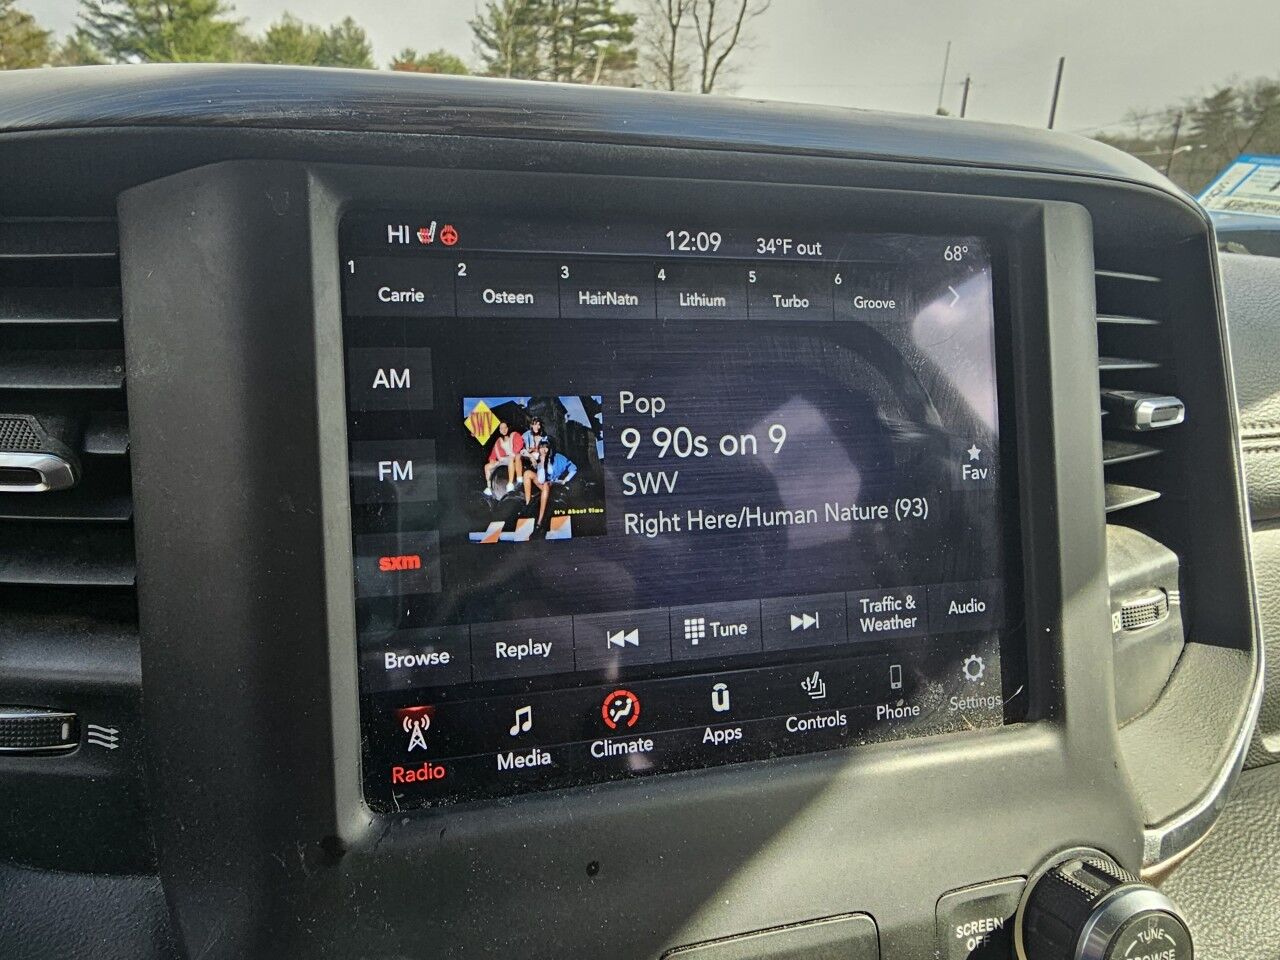 HI 12:09 34°F out 68°
1 Carrie 2 Osteen 3 HairNatn 4 Lithium 5 Turbo 6 Groove
AM
FM
sxm
SWV
It's About Time
Pop
9 90s on 9
SWV
Right Here/Human Nature (93)
Fav
Browse Replay Tune Traffic & Weather Audio
Radio Media Climate Apps Controls Phone Settings
SCREEN
OFF
TUNE
BROWSE